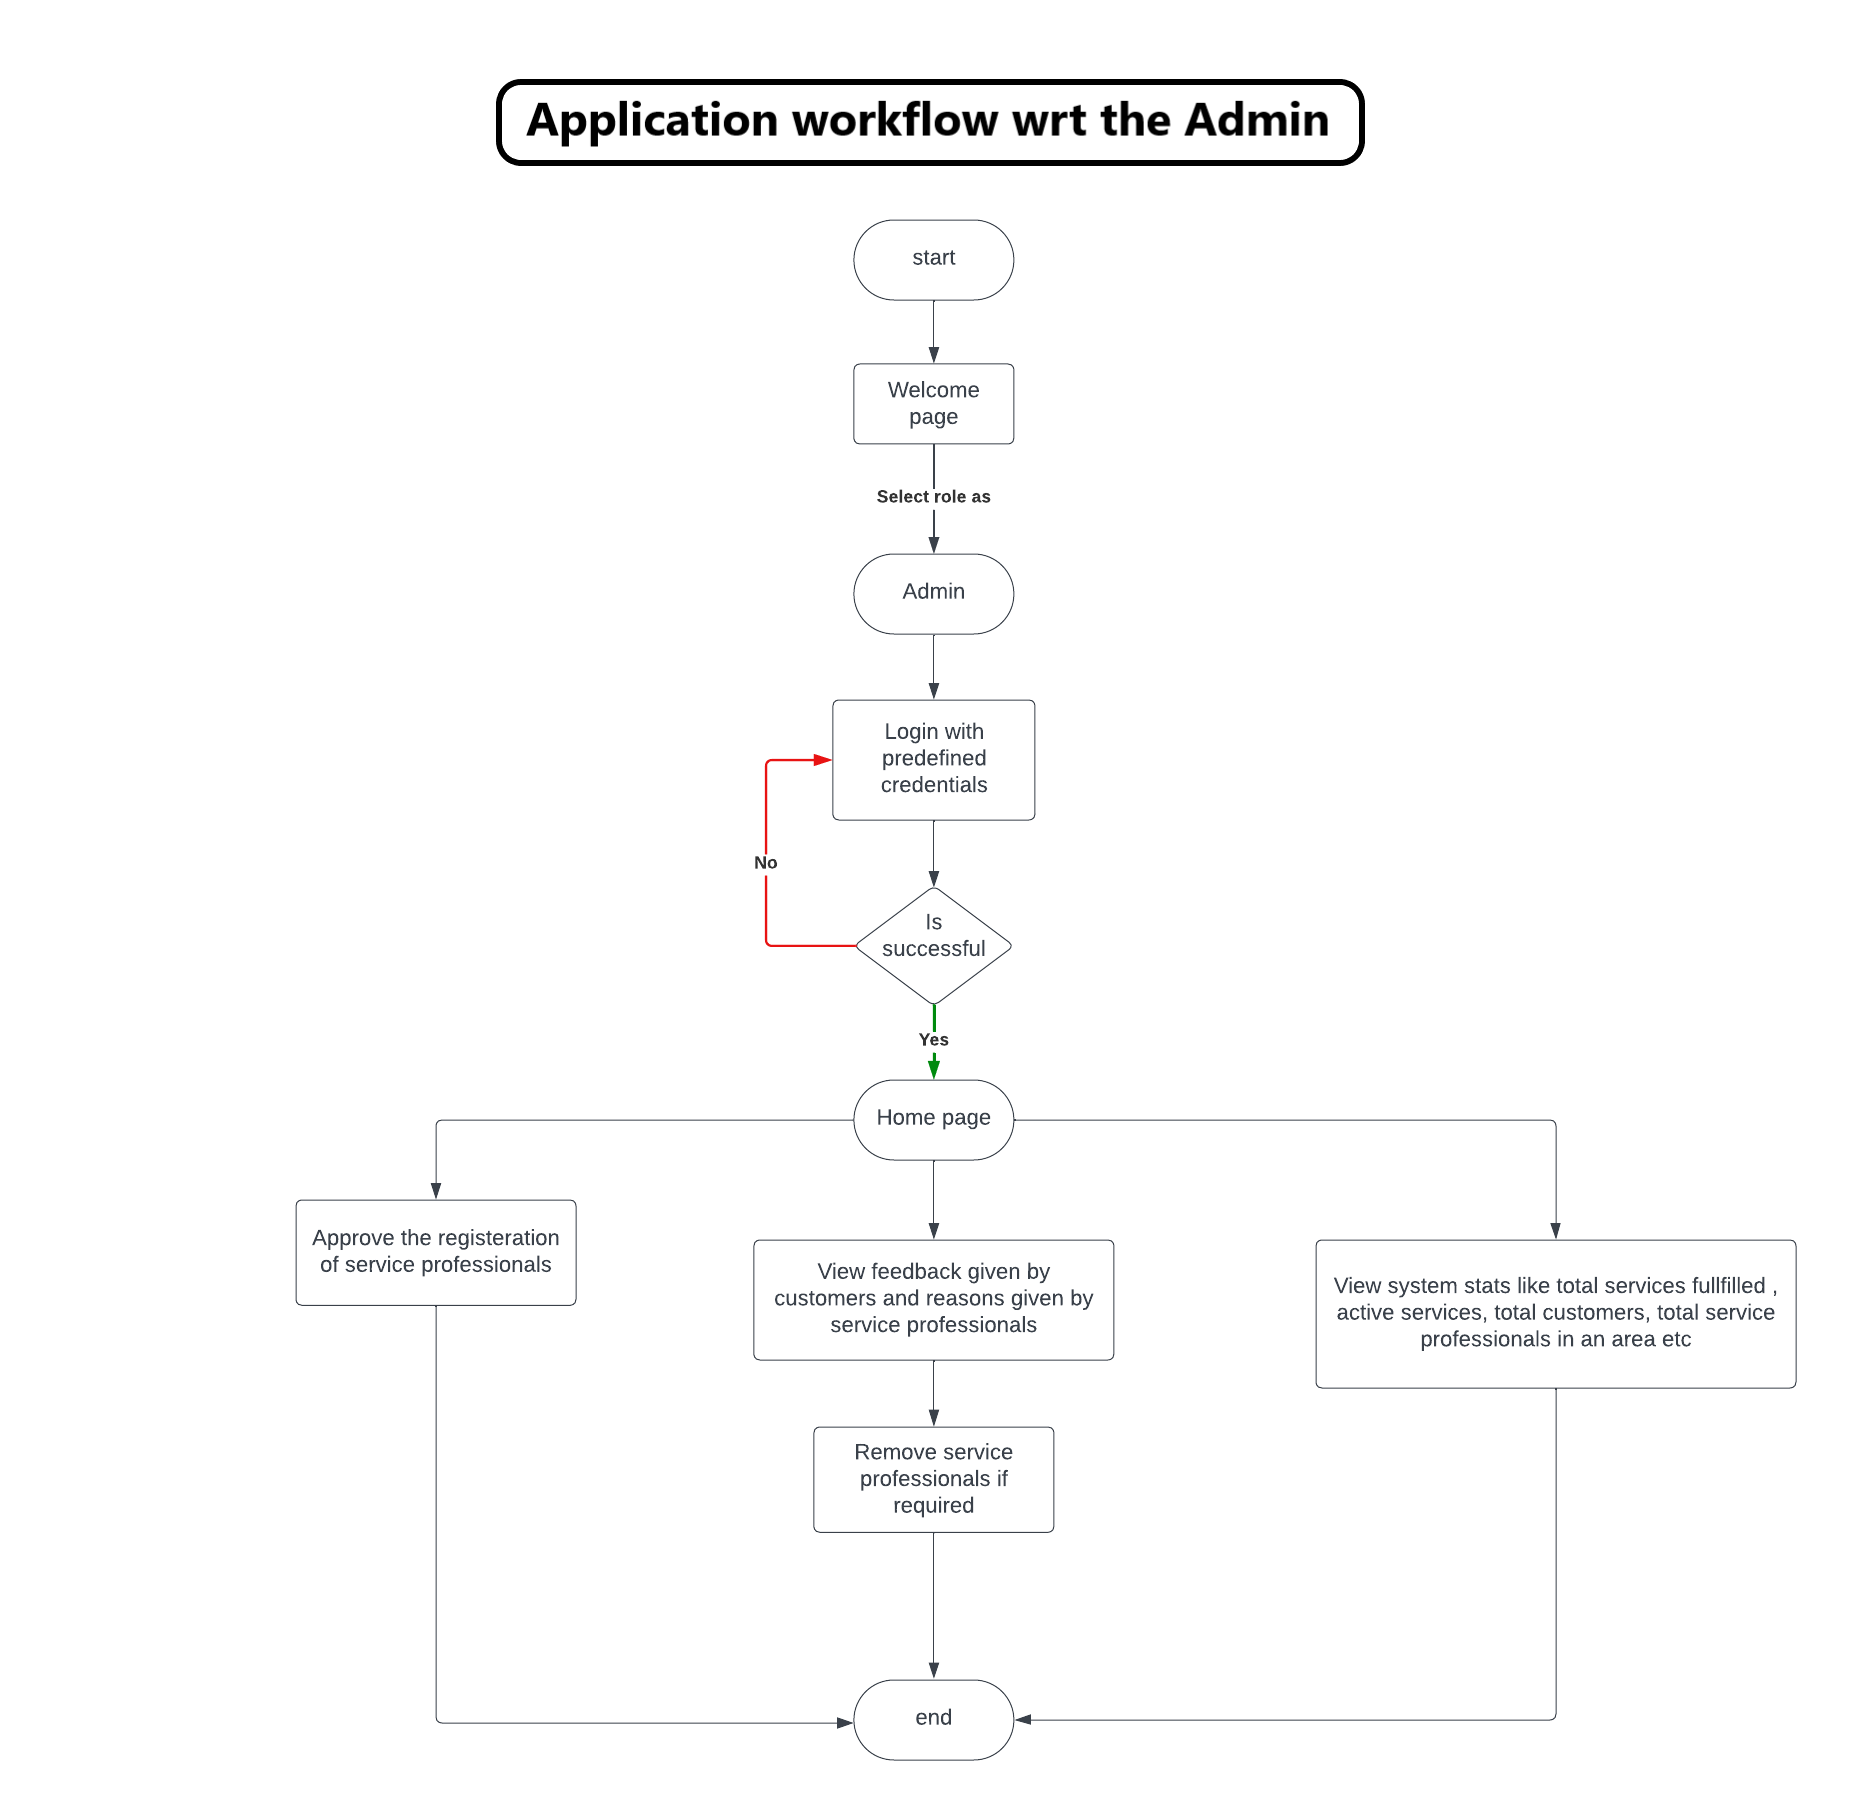 Application workflow wrt the Admin
start
Welcome
page
Select role as
Admin
Login with
predefined
credentials
No
Is
successful
Yes
Home page
Approve the registeration
of service professionals
View feedback given by
customers and reasons given by
service professionals
View system stats like total services fullfilled ,
active services, total customers, total service
professionals in an area etc
Remove service
professionals if
required
end